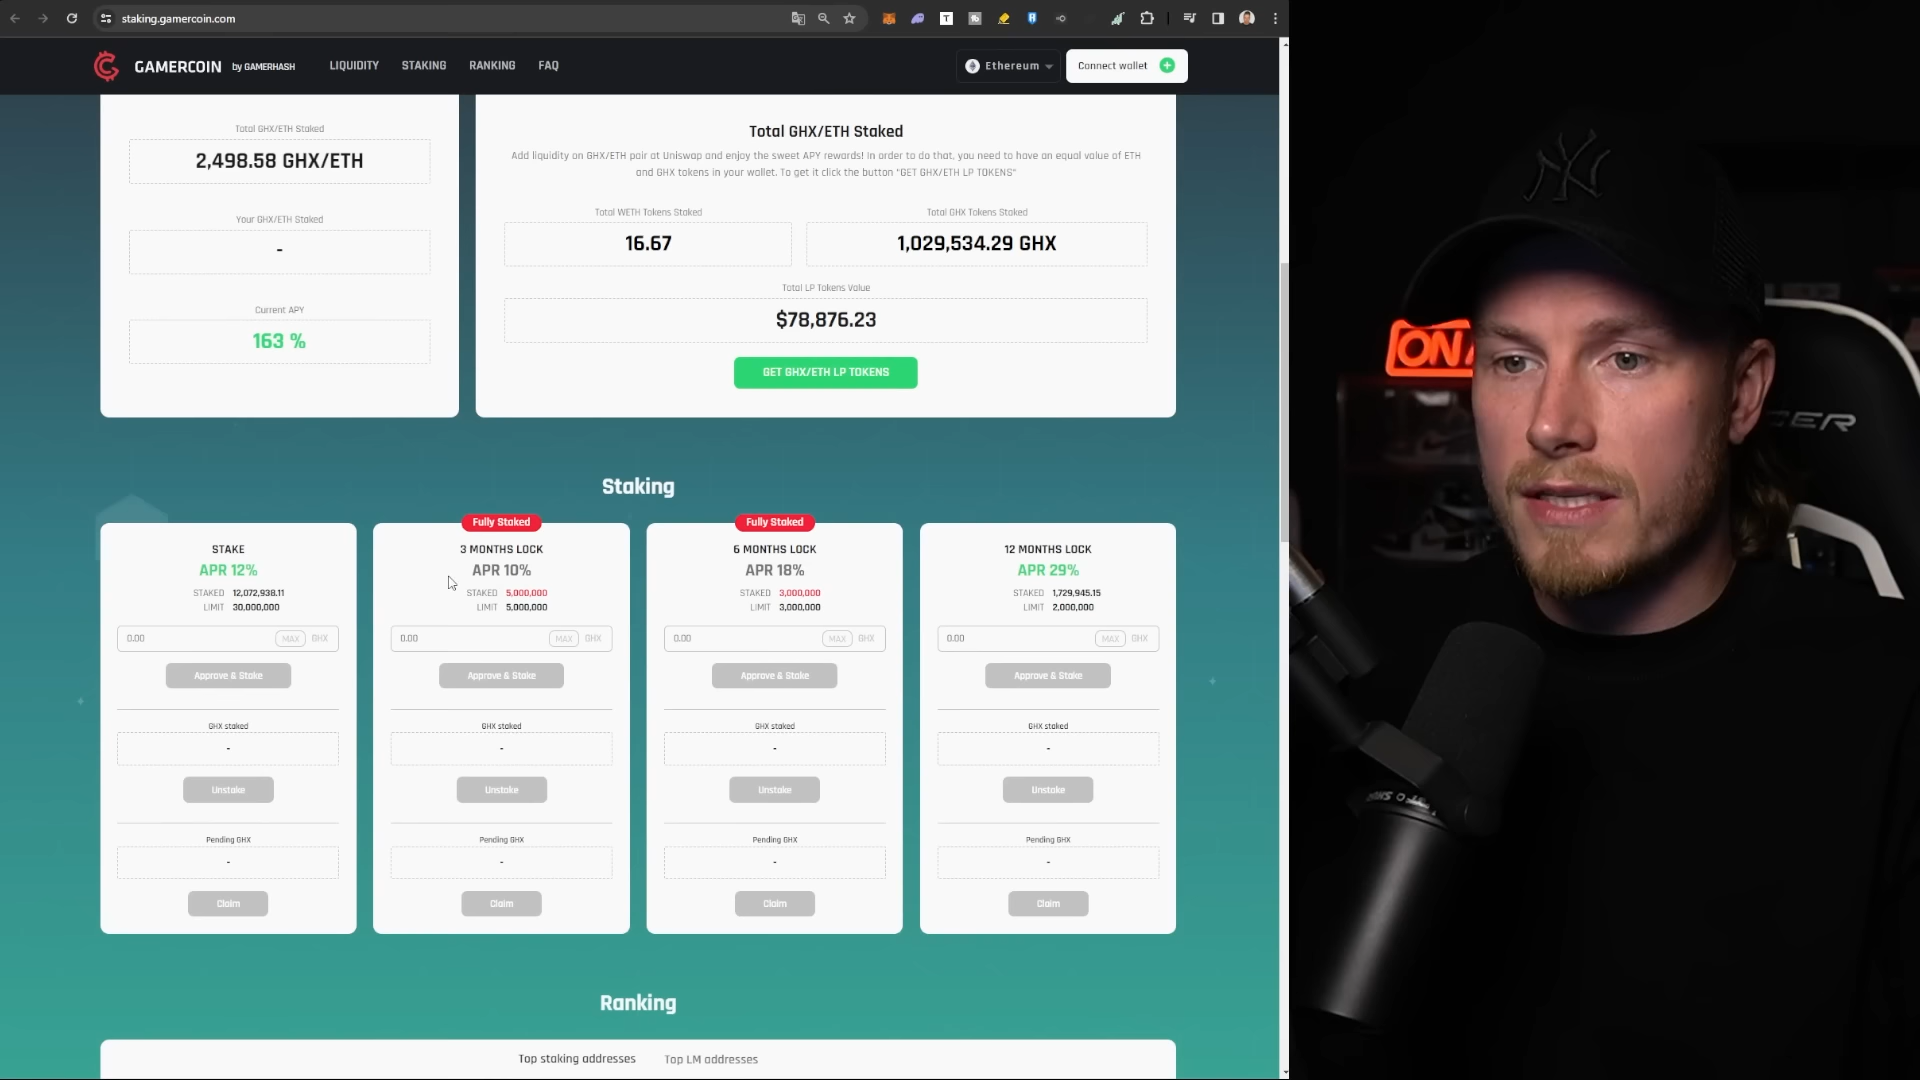 staking.gamercoin.com
GAMERCOIN by GAMERHASH LIQUIDITY STAKING RANKING FAQ Ethereum Connect wallet
Total GHX/ETH Staked
2,498.58 GHX/ETH
Your GHX/ETH Staked
-
Current APY
163 %
Total GHX/ETH Staked
Add liquidity on GHX/ETH pair at Uniswap and enjoy the sweet APY rewards! In order to do that, you need to have an equal value of ETH
and GHX tokens in your wallet. To get it click the button "GET GHX/ETH LP TOKENS"
Total WETH Tokens Staked
16.67
Total GHX Tokens Staked
1,029,534.29 GHX
Total LP Tokens Value
$78,876.23
GET GHX/ETH LP TOKENS
Staking
STAKE
APR 12%
STAKED 12,072,938.11
LIMIT 30,000,000
0.00 MAX GHX
Approve & Stake
GHX staked
-
Unstake
Pending GHX
-
Claim
Fully Staked
3 MONTHS LOCK
APR 10%
STAKED 5,000,000
LIMIT 5,000,000
0.00 MAX GHX
Approve & Stake
GHX staked
-
Unstake
Pending GHX
-
Claim
Fully Staked
6 MONTHS LOCK
APR 18%
STAKED 3,000,000
LIMIT 3,000,000
0.00 MAX GHX
Approve & Stake
GHX staked
-
Unstake
Pending GHX
-
Claim
12 MONTHS LOCK
APR 29%
STAKED 1,729,945.15
LIMIT 2,000,000
0.00 MAX GHX
Approve & Stake
GHX staked
-
Unstake
Pending GHX
-
Claim
Ranking
Top staking addresses Top LM addresses
NY
ON
CER